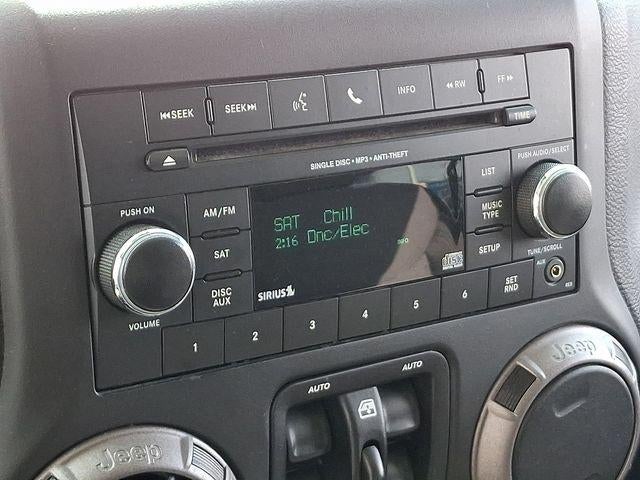 SEEK
SEEK
INFO
RW
FF
TIME
SINGLE DISC • MP3 • ANTI-THEFT
PUSH AUDIO/SELECT
PUSH ON
VOLUME
AM/FM
SAT
DISC
AUX
SAT Chill
2:16 Dnc/Elec
INFO
SIRIUS
LIST
MUSIC
TYPE
SETUP
TUNE/SCROLL
AUX
1
2
3
4
5
6
SET
RND
RES
AUTO
AUTO
Jeep
Jeep